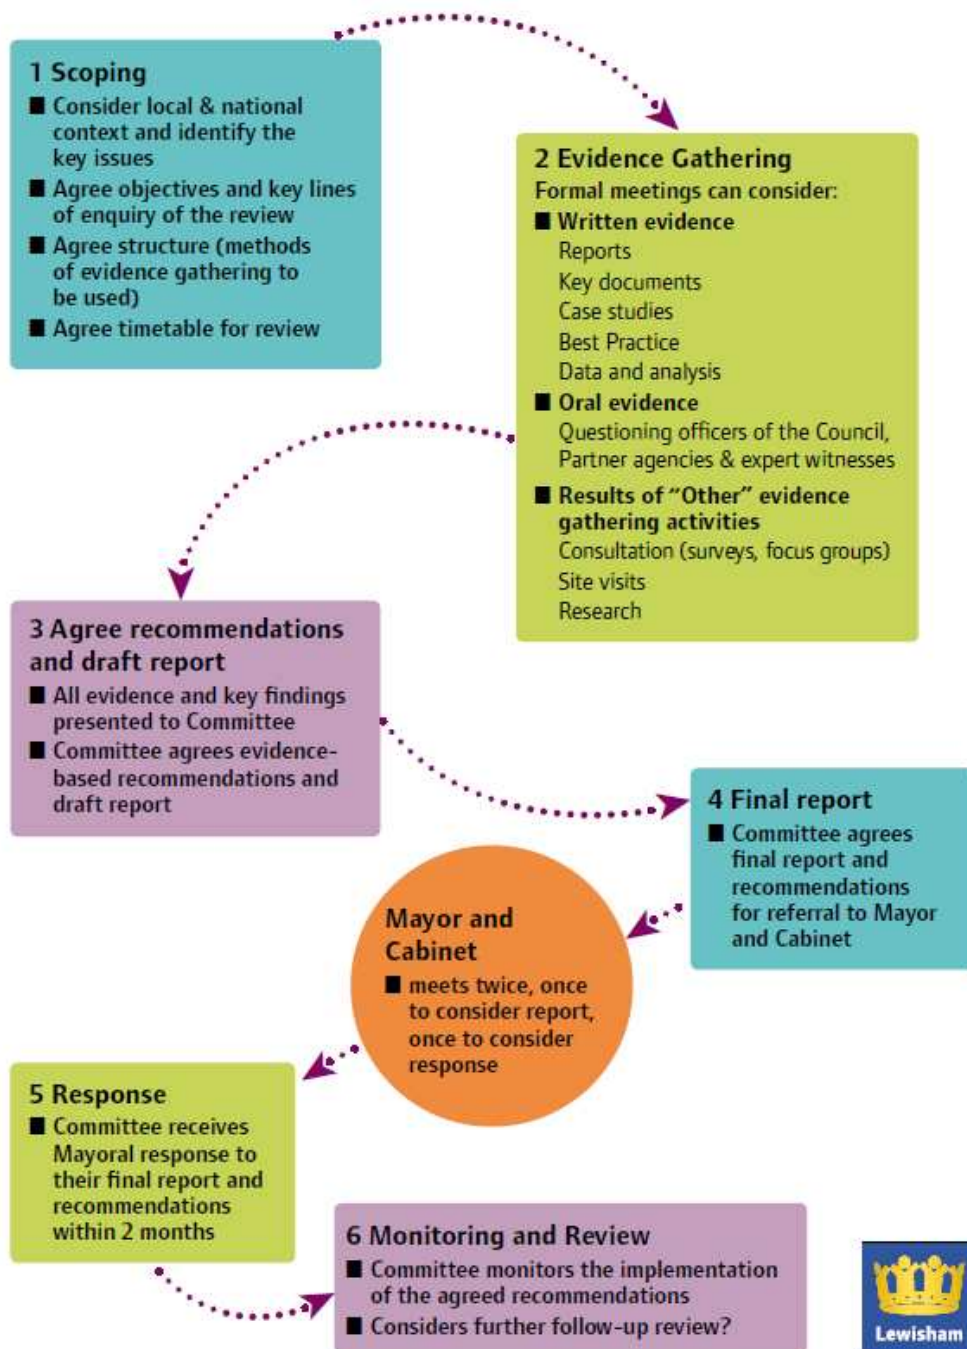 1 Scoping
■ Consider local & national
context and identify the
key issues
■ Agree objectives and key lines
of enquiry of the review
■ Agree structure (methods
of evidence gathering to
be used)
■ Agree timetable for review
2 Evidence Gathering
Formal meetings can consider:
■ Written evidence
Reports
Key documents
Case studies
Best Practice
Data and analysis
■ Oral evidence
Questioning officers of the Council,
Partner agencies & expert witnesses
■ Results of “Other” evidence
gathering activities
Consultation (surveys, focus groups)
Site visits
Research
3 Agree recommendations
and draft report
■ All evidence and key findings
presented to Committee
■ Committee agrees evidence-
based recommendations and
draft report
4 Final report
■ Committee agrees
final report and
recommendations
for referral to Mayor
and Cabinet
Mayor and
Cabinet
■ meets twice, once
to consider report,
once to consider
response
5 Response
■ Committee receives
Mayoral response to
their final report and
recommendations
within 2 months
6 Monitoring and Review
■ Committee monitors the implementation
of the agreed recommendations
■ Considers further follow-up review?
Lewisham